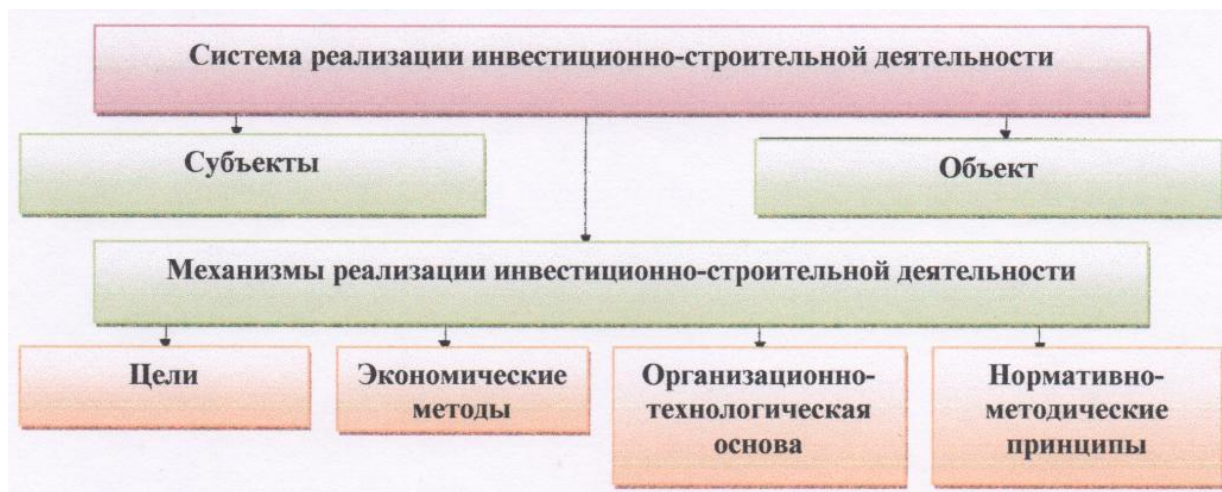 Система реализации инвестиционно-строительной деятельности
Субъекты
Объект
Механизмы реализации инвестиционно-строительной деятельности
Цели
Экономические
методы
Организационно-
технологическая
основа
Нормативно-
методические
принципы